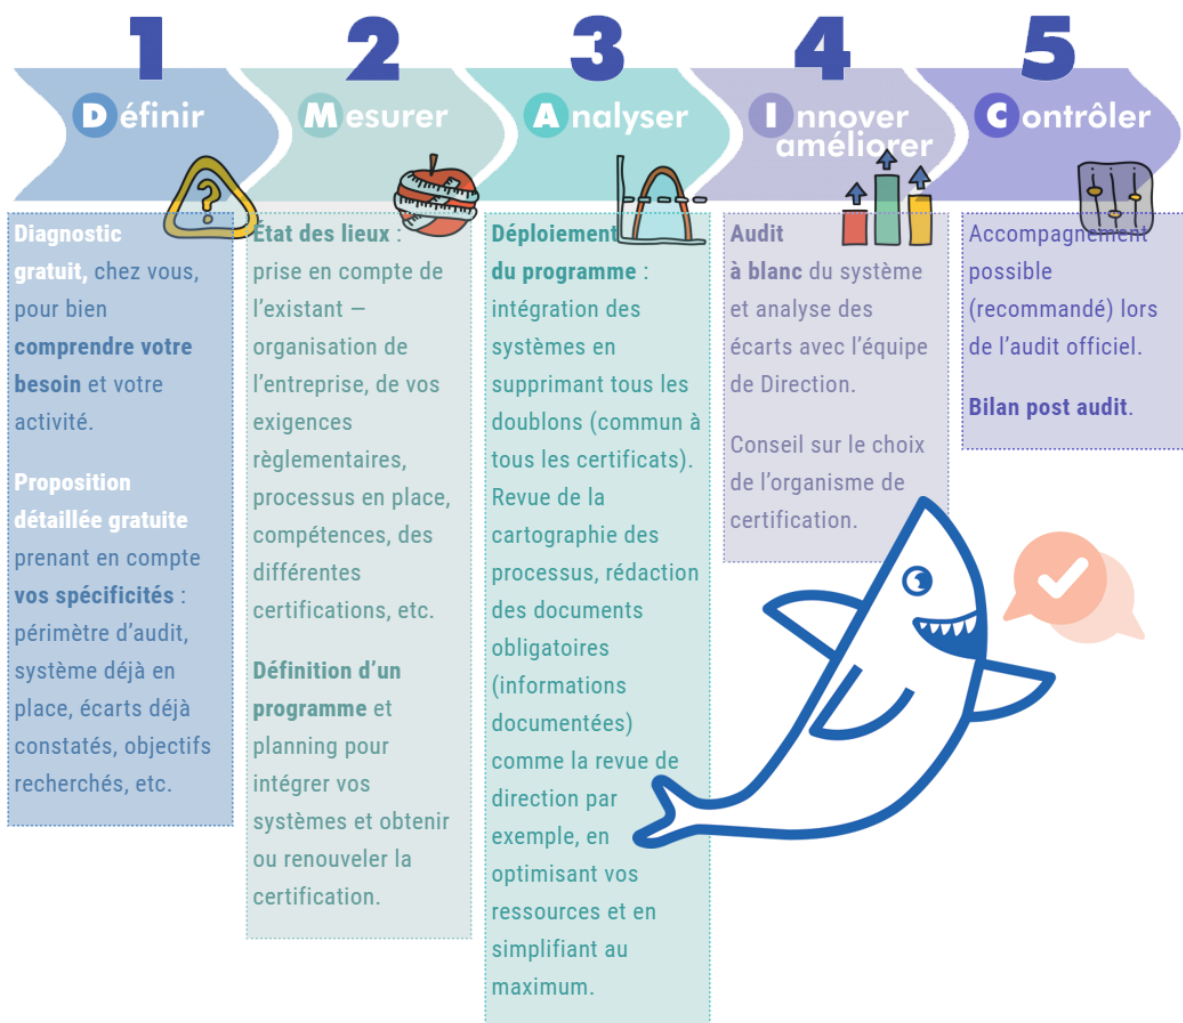 1
Définir
2
Mesurer
3
Analyser
4
Innover
améliorer
5
Contrôler
Diagnostic
gratuit, chez vous,
pour bien
comprendre votre
besoin et votre
activité.
Proposition
détaillée gratuite
prenant en compte
vos spécificités :
périmètre d’audit,
système déjà en
place, écarts déjà
constatés, objectifs
recherchés, etc.
État des lieux :
prise en compte de
l’existant —
organisation de
l’entreprise, de vos
exigences
règlementaires,
processus en place,
compétences, des
différentes
certifications, etc.
Définition d’un
programme et
planning pour
intégrer vos
systèmes et obtenir
ou renouveler la
certification.
Déploiement
du programme :
intégration des
systèmes en
supprimant tous les
doublons (commun à
tous les certificats).
Revue de la
cartographie des
processus, rédaction
des documents
obligatoires
(informations
documentées)
comme la revue de
direction par
exemple, en
optimisant vos
ressources et en
simplifiant au
maximum.
Audit
à blanc du système
et analyse des
écarts avec l’équipe
de Direction.
Conseil sur le choix
de l’organisme de
certification.
Accompagnement
possible
(recommandé) lors
de l’audit officiel.
Bilan post audit.